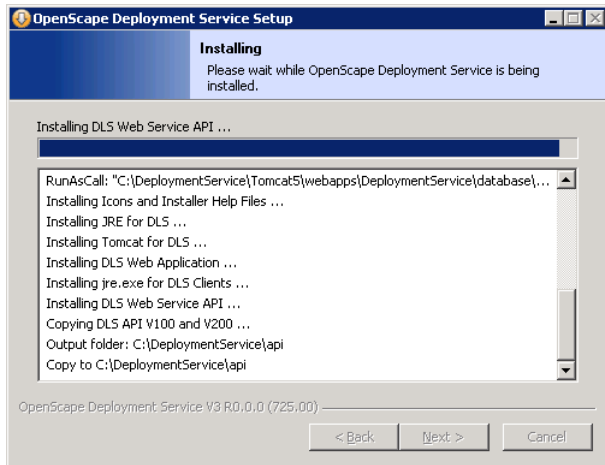 OpenScape Deployment Service Setup
Installing
Please wait while OpenScape Deployment Service is being
installed.
Installing DLS Web Service API ...
RunAsCall: "C:\DeploymentService\Tomcat5\webapps\DeploymentService\database\...
Installing Icons and Installer Help Files ...
Installing JRE for DLS ...
Installing Tomcat for DLS ...
Installing DLS Web Application ...
Installing jre.exe for DLS Clients ...
Installing DLS Web Service API ...
Copying DLS API V100 and V200 ...
Output folder: C:\DeploymentService\api
Copy to C:\DeploymentService\api
OpenScape Deployment Service V3 R0.0.0 (725.00)
< Back Next > Cancel